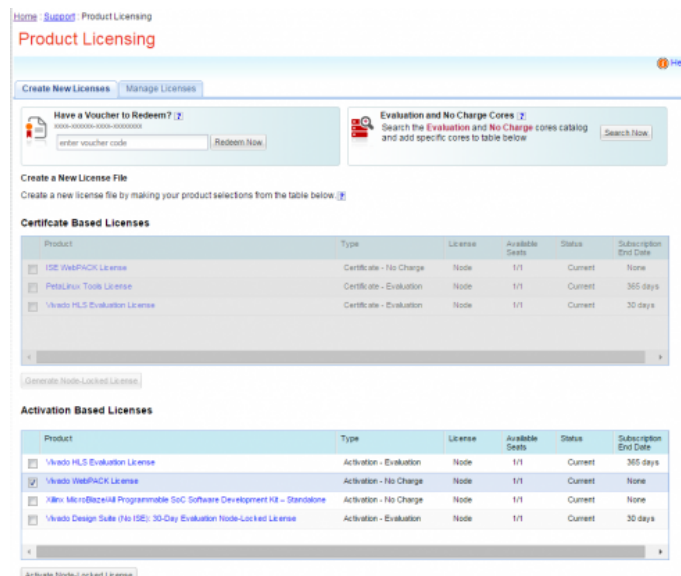 Home : Support : Product Licensing
Product Licensing
He
Create New Licenses
Manage Licenses
Have a Voucher to Redeem? ?
enter voucher code
Redeem Now
Evaluation and No Charge Cores ?
Search the Evaluation and No Charge cores catalog
and add specific cores to table below
Search Now
Create a New License File
Create a new license file by making your product selections from the table below. ?
Certifcate Based Licenses
Product Type License Available Seats Status Subscription End Date
ISE WebPACK License Certificate - No Charge Node 1/1 Current None
PetaLinux Tools License Certificate - Evaluation Node 1/1 Current 365 days
Vivado HLS Evaluation License Certificate - Evaluation Node 1/1 Current 30 days
Generate Node-Locked License
Activation Based Licenses
Product Type License Available Seats Status Subscription End Date
Vivado HLS Evaluation License Activation - Evaluation Node 1/1 Current 365 days
Vivado WebPACK License Activation - No Charge Node 1/1 Current None
Xilinx MicroBlaze/All Programmable SoC Software Development Kit – Standalone Activation - No Charge Node 1/1 Current None
Vivado Design Suite (No ISE): 30-Day Evaluation Node-Locked License Activation - Evaluation Node 1/1 Current 30 days
Activate Node-Locked License